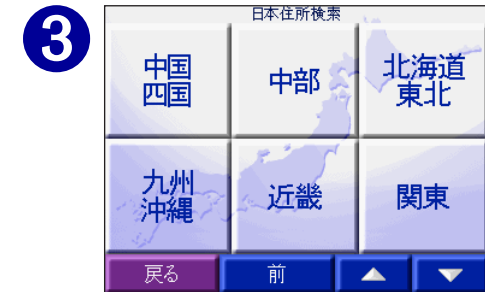 3
日本住所検索
中国
四国
中部
北海道
東北
九州
沖縄
近畿
関東
戻る
前